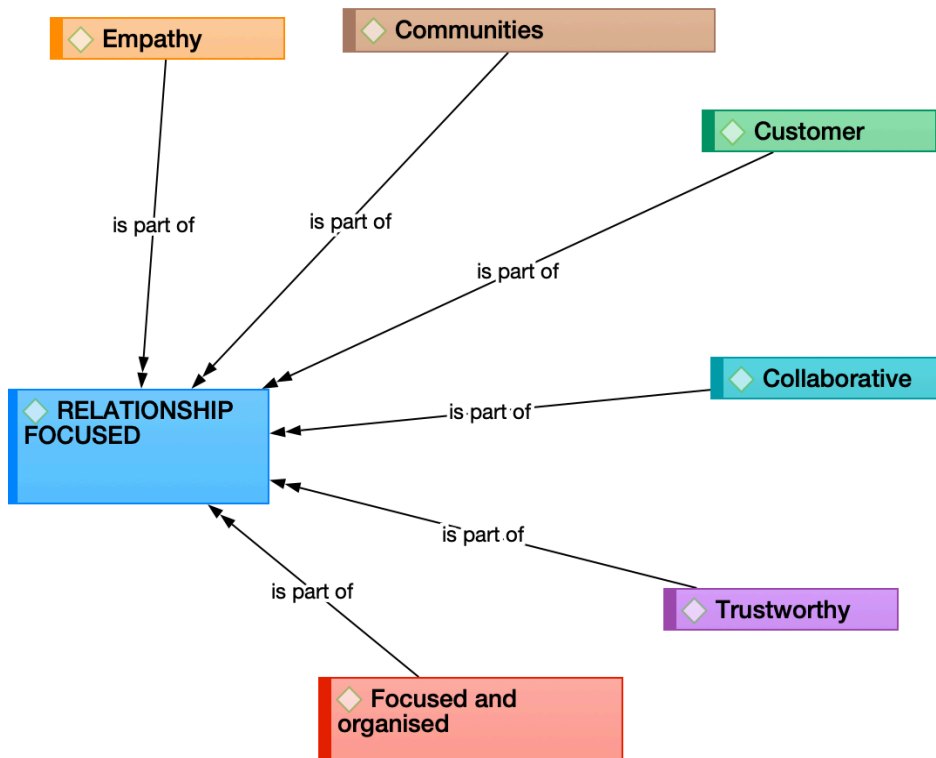 Empathy
Communities
Customer
is part of
is part of
is part of
Collaborative
RELATIONSHIP
FOCUSED
is part of
is part of
is part of
Trustworthy
Focused and
organised